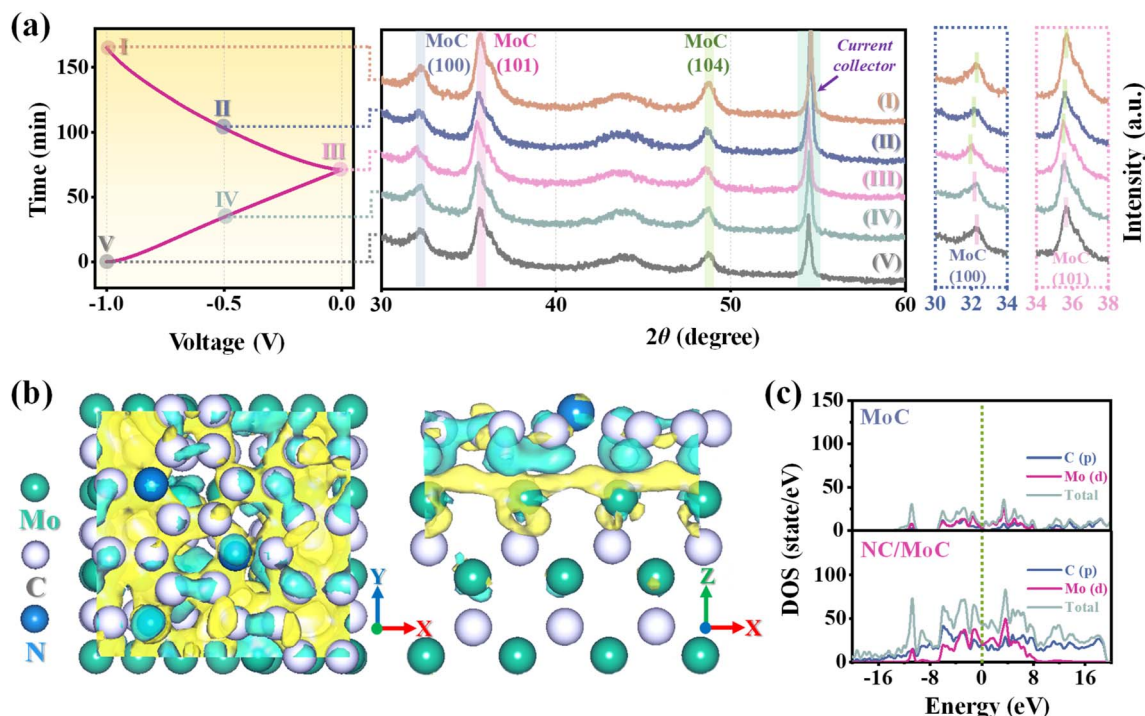 (a)
150
100
50
0
Time (min)
I
II
III
IV
V
-1.0
-0.5
0.0
Voltage (V)
MoC
(100)
MoC
(101)
MoC
(104)
Current
collector
(I)
(II)
(III)
(IV)
(V)
30
40
50
60
2θ (degree)
MoC
(100)
30 32 34
MoC
(101)
34 36 38
Intensity (a.u.)
(b)
Mo
C
N
Y
X
Z
X
(c)
150
100
50
0
MoC
C (p)
Mo (d)
Total
NC/MoC
C (p)
Mo (d)
Total
100
50
0
DOS (state/eV)
-16 -8 0 8 16
Energy (eV)